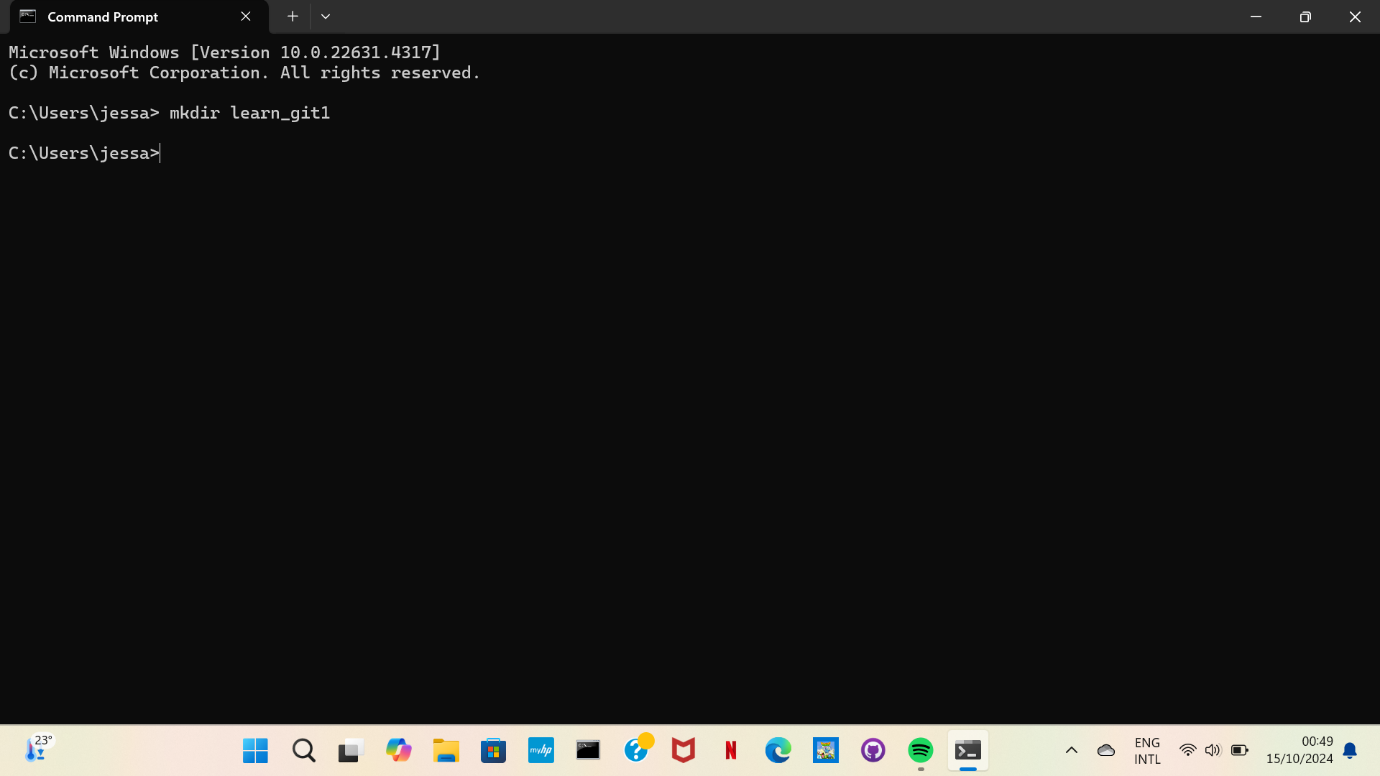 Command Prompt
Microsoft Windows [Version 10.0.22631.4317]
(c) Microsoft Corporation. All rights reserved.
C:\Users\jessa> mkdir learn_git1
C:\Users\jessa>
23°
myhp
N
ENG
INTL
00:49
15/10/2024